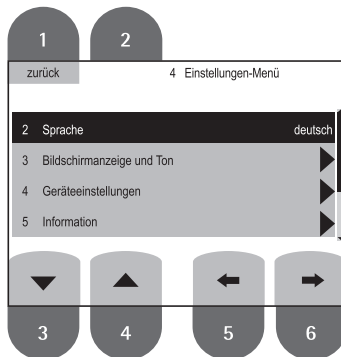 1 2
zurück 4 Einstellungen-Menü
2 Sprache deutsch
3 Bildschirmanzeige und Ton
4 Geräteeinstellungen
5 Information
3 4 5 6